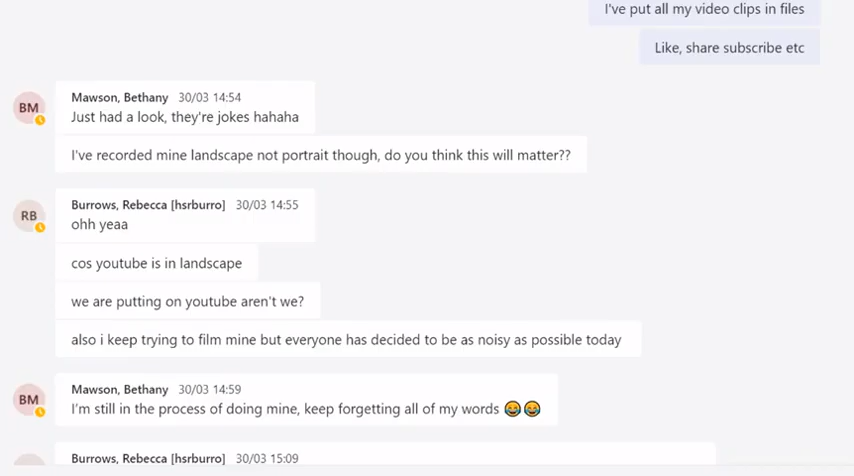 I've put all my video clips in files
Like, share subscribe etc
BM
Mawson, Bethany 30/03 14:54
Just had a look, they're jokes hahaha
I've recorded mine landscape not portrait though, do you think this will matter??
RB
Burrows, Rebecca [hsrburro] 30/03 14:55
ohh yeaa
cos youtube is in landscape
we are putting on youtube aren't we?
also i keep trying to film mine but everyone has decided to be as noisy as possible today
BM
Mawson, Bethany 30/03 14:59
I'm still in the process of doing mine, keep forgetting all of my words 😂😂
Burrows, Rebecca [hsrburro] 30/03 15:09